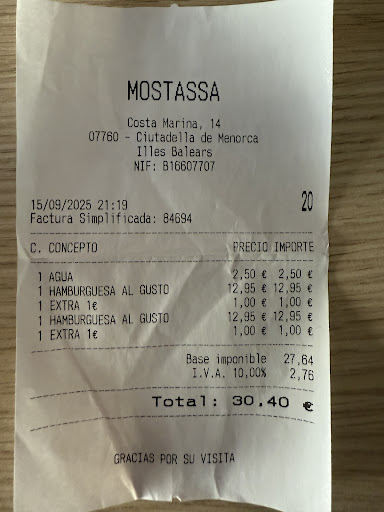 MOSTASSA
Costa Marina, 14
07760 - Ciutadella de Menorca
Illes Balears
NIF: B16607707
15/09/2025 21:19 20
Factura Simplificada: 84694
C. CONCEPTO PRECIO IMPORTE
1 AGUA 2,50 € 2,50 €
1 HAMBURGUESA AL GUSTO 12,95 € 12,95 €
1 EXTRA 1€ 1,00 € 1,00 €
1 HAMBURGUESA AL GUSTO 12,95 € 12,95 €
1 EXTRA 1€ 1,00 € 1,00 €
Base imponible 27,64
I.V.A. 10,00% 2,76
Total: 30.40 €
GRACIAS POR SU VISITA